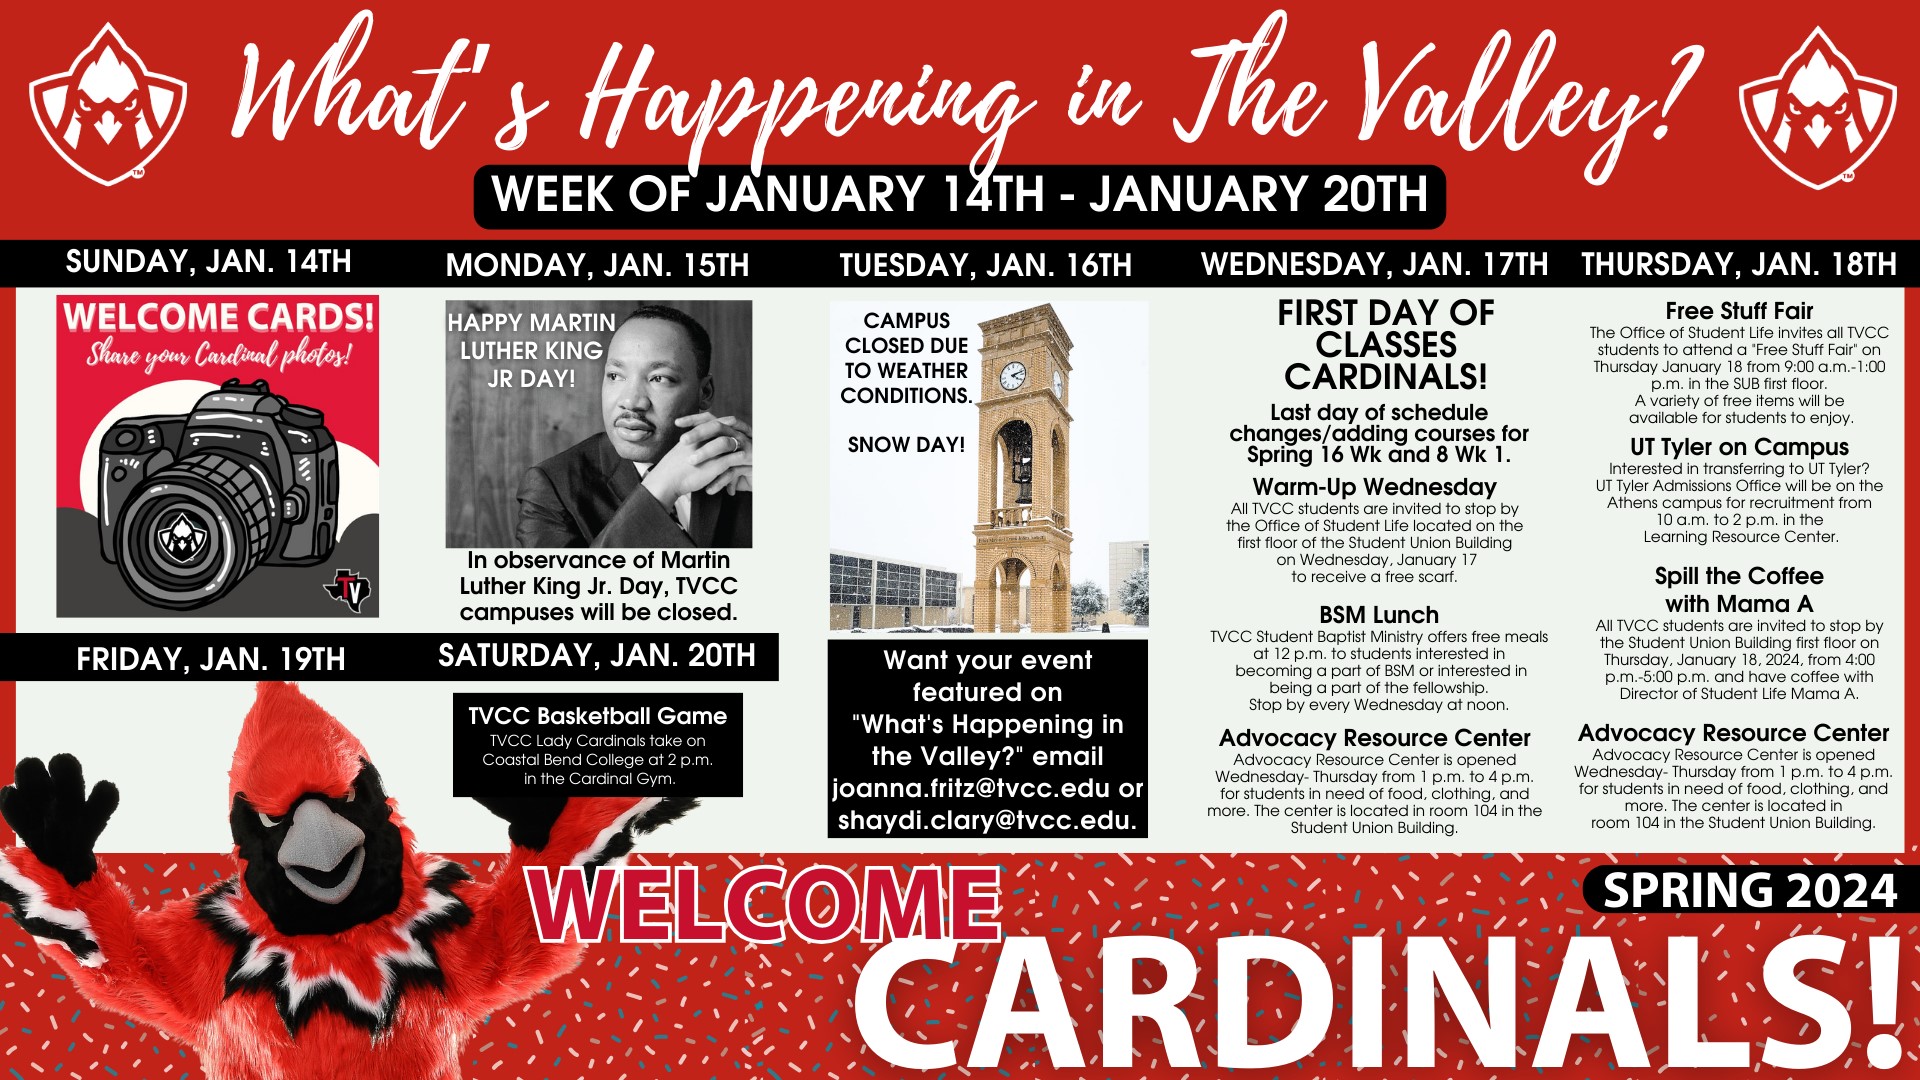 What's Happening in The Valley?
TM
TM
WEEK OF JANUARY 14TH - JANUARY 20TH
SUNDAY, JAN. 14TH
WELCOME CARDS!
Share your Cardinal photos!
TV
MONDAY, JAN. 15TH
HAPPY MARTIN
LUTHER KING
JR DAY!
In observance of Martin
Luther King Jr. Day, TVCC
campuses will be closed.
TUESDAY, JAN. 16TH
CAMPUS
CLOSED DUE
TO WEATHER
CONDITIONS.
SNOW DAY!
WEDNESDAY, JAN. 17TH
FIRST DAY OF
CLASSES
CARDINALS!
Last day of schedule
changes/adding courses for
Spring 16 Wk and 8 Wk 1.
Warm-Up Wednesday
All TVCC students are invited to stop by
the Office of Student Life located on the
first floor of the Student Union Building
on Wednesday, January 17
to receive a free scarf.
BSM Lunch
TVCC Student Baptist Ministry offers free meals
at 12 p.m. to students interested in
becoming a part of BSM or interested in
being a part of the fellowship.
Stop by every Wednesday at noon.
Advocacy Resource Center
Advocacy Resource Center is opened
Wednesday- Thursday from 1 p.m. to 4 p.m.
for students in need of food, clothing, and
more. The center is located in room 104 in the
Student Union Building.
THURSDAY, JAN. 18TH
Free Stuff Fair
The Office of Student Life invites all TVCC
students to attend a "Free Stuff Fair" on
Thursday January 18 from 9:00 a.m.-1:00
p.m. in the SUB first floor.
A variety of free items will be
available for students to enjoy.
UT Tyler on Campus
Interested in transferring to UT Tyler?
UT Tyler Admissions Office will be on the
Athens campus for recruitment from
10 a.m. to 2 p.m. in the
Learning Resource Center.
Spill the Coffee
with Mama A
All TVCC students are invited to stop by
the Student Union Building first floor on
Thursday, January 18, 2024, from 4:00
p.m.-5:00 p.m. and have coffee with
Director of Student Life Mama A.
Advocacy Resource Center
Advocacy Resource Center is opened
Wednesday- Thursday from 1 p.m. to 4 p.m.
for students in need of food, clothing, and
more. The center is located in
room 104 in the Student Union Building.
FRIDAY, JAN. 19TH
SATURDAY, JAN. 20TH
TVCC Basketball Game
TVCC Lady Cardinals take on
Coastal Bend College at 2 p.m.
in the Cardinal Gym.
Want your event
featured on
"What's Happening in
the Valley?" email
joanna.fritz@tvcc.edu or
shaydi.clary@tvcc.edu.
WELCOME
SPRING 2024
CARDINALS!